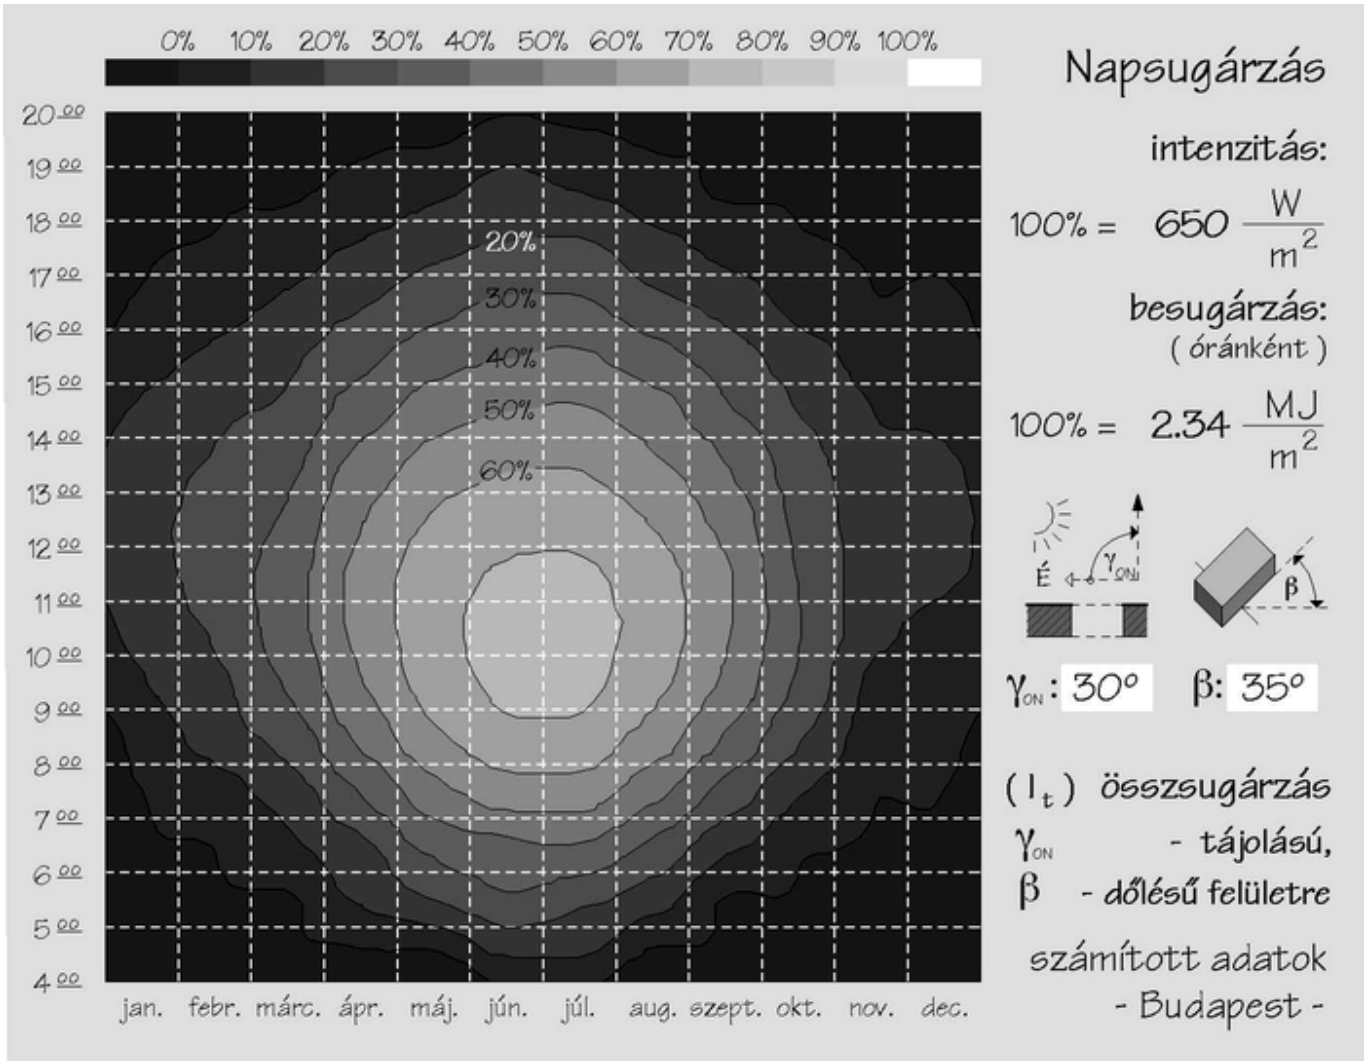 0% 10% 20% 30% 40% 50% 60% 70% 80% 90% 100%
20 00
19 00
18 00
17 00
16 00
15 00
14 00
13 00
12 00
11 00
10 00
9 00
8 00
7 00
6 00
5 00
4 00
20%
30%
40%
50%
60%
jan. febr. márc. ápr. máj. jún. júl. aug. szept. okt. nov. dec.
Napsugárzás
intenzitás:
100% = 650 W/m²
besugárzás:
( óránként )
100% = 2.34 MJ/m²
É γON β
γON : 30° β: 35°
( It ) összsugárzás
γON - tájolású,
β - dőlésű felületre
számított adatok
- Budapest -